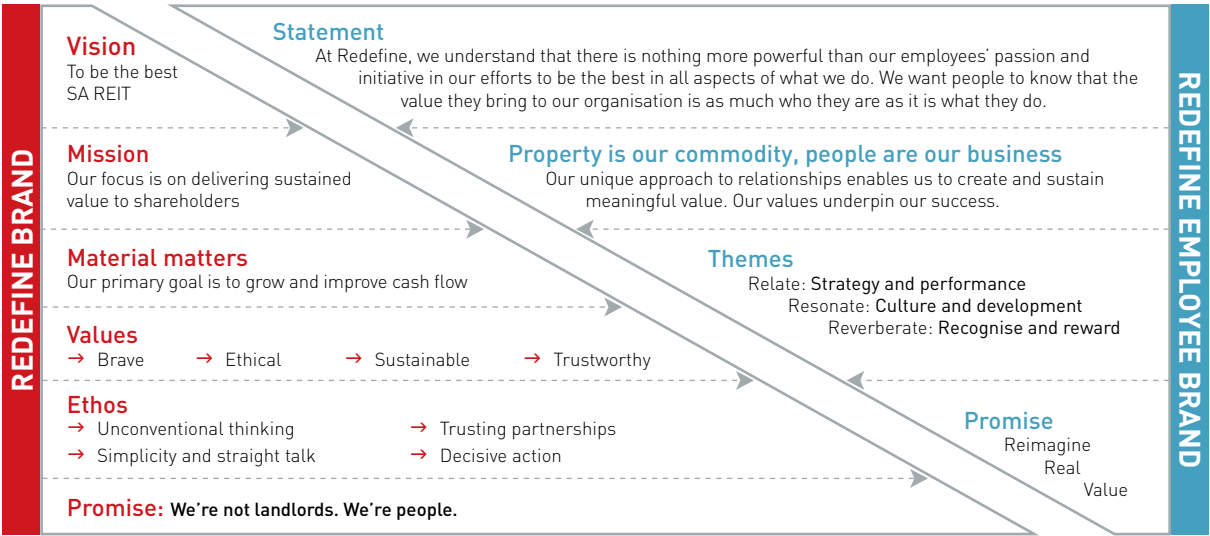 REDEFINE BRAND
Vision
To be the best
SA REIT
Mission
Our focus is on delivering sustained
value to shareholders
Material matters
Our primary goal is to grow and improve cash flow
Values
→ Brave → Ethical → Sustainable → Trustworthy
Ethos
→ Unconventional thinking → Trusting partnerships
→ Simplicity and straight talk → Decisive action
Promise: We're not landlords. We're people.
Statement
At Redefine, we understand that there is nothing more powerful than our employees' passion and
initiative in our efforts to be the best in all aspects of what we do. We want people to know that the
value they bring to our organisation is as much who they are as it is what they do.
Property is our commodity, people are our business
Our unique approach to relationships enables us to create and sustain
meaningful value. Our values underpin our success.
Themes
Relate: Strategy and performance
Resonate: Culture and development
Reverberate: Recognise and reward
Promise
Reimagine
Real
Value
REDEFINE EMPLOYEE BRAND